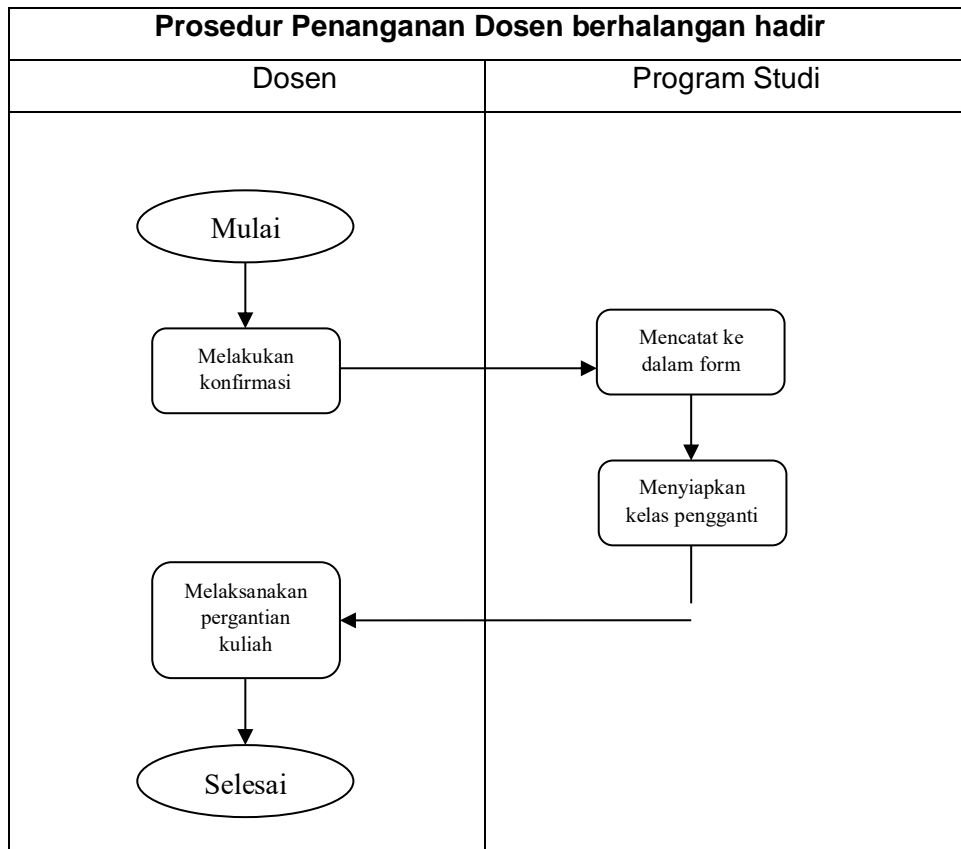 Prosedur Penanganan Dosen berhalangan hadir
Dosen
Program Studi
Mulai
Melakukan
konfirmasi
Mencatat ke
dalam form
Menyiapkan
kelas pengganti
Melaksanakan
pergantian
kuliah
Selesai